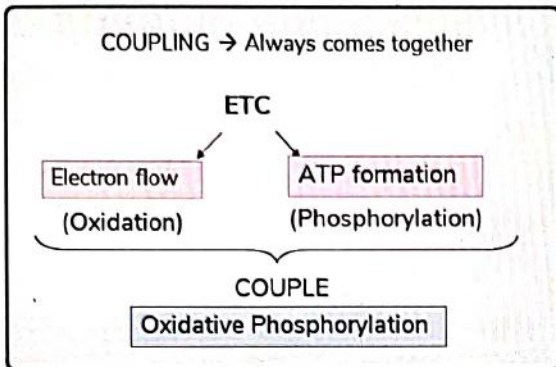 COUPLING → Always comes together
ETC
Electron flow
ATP formation
(Oxidation)
(Phosphorylation)
COUPLE
Oxidative Phosphorylation